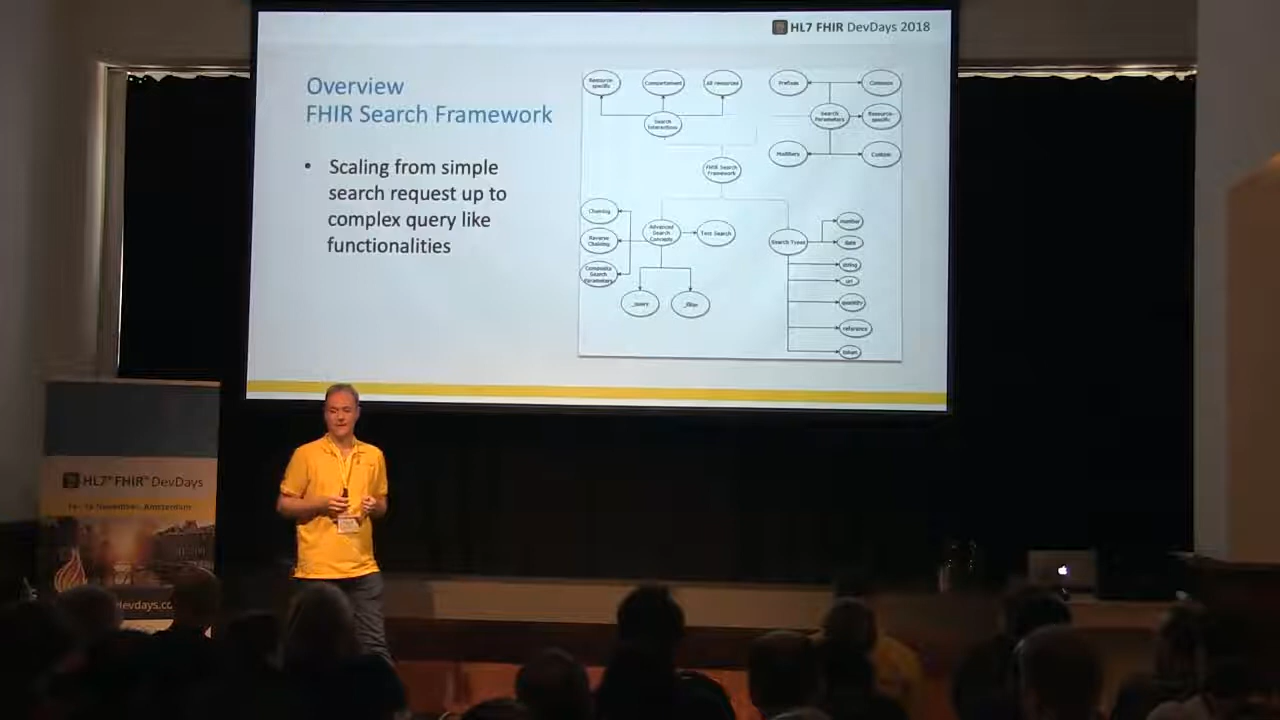 HL7 FHIR DevDays 2018
Overview
FHIR Search Framework
• Scaling from simple
search request up to
complex query like
functionalities
Resource-
specific
Compartment
All resources
Search
Interactions
Prefixes
Common
Search
Parameters
Resource-
specific
Modifiers
Custom
FHIR Search
Framework
Chaining
Reverse
Chaining
Composite
Search
Parameters
Advanced
Search
Concepts
Text Search
_query
_filter
Search Types
number
date
string
uri
quantity
reference
token
HL7® FHIR® DevDays
November, Amsterdam